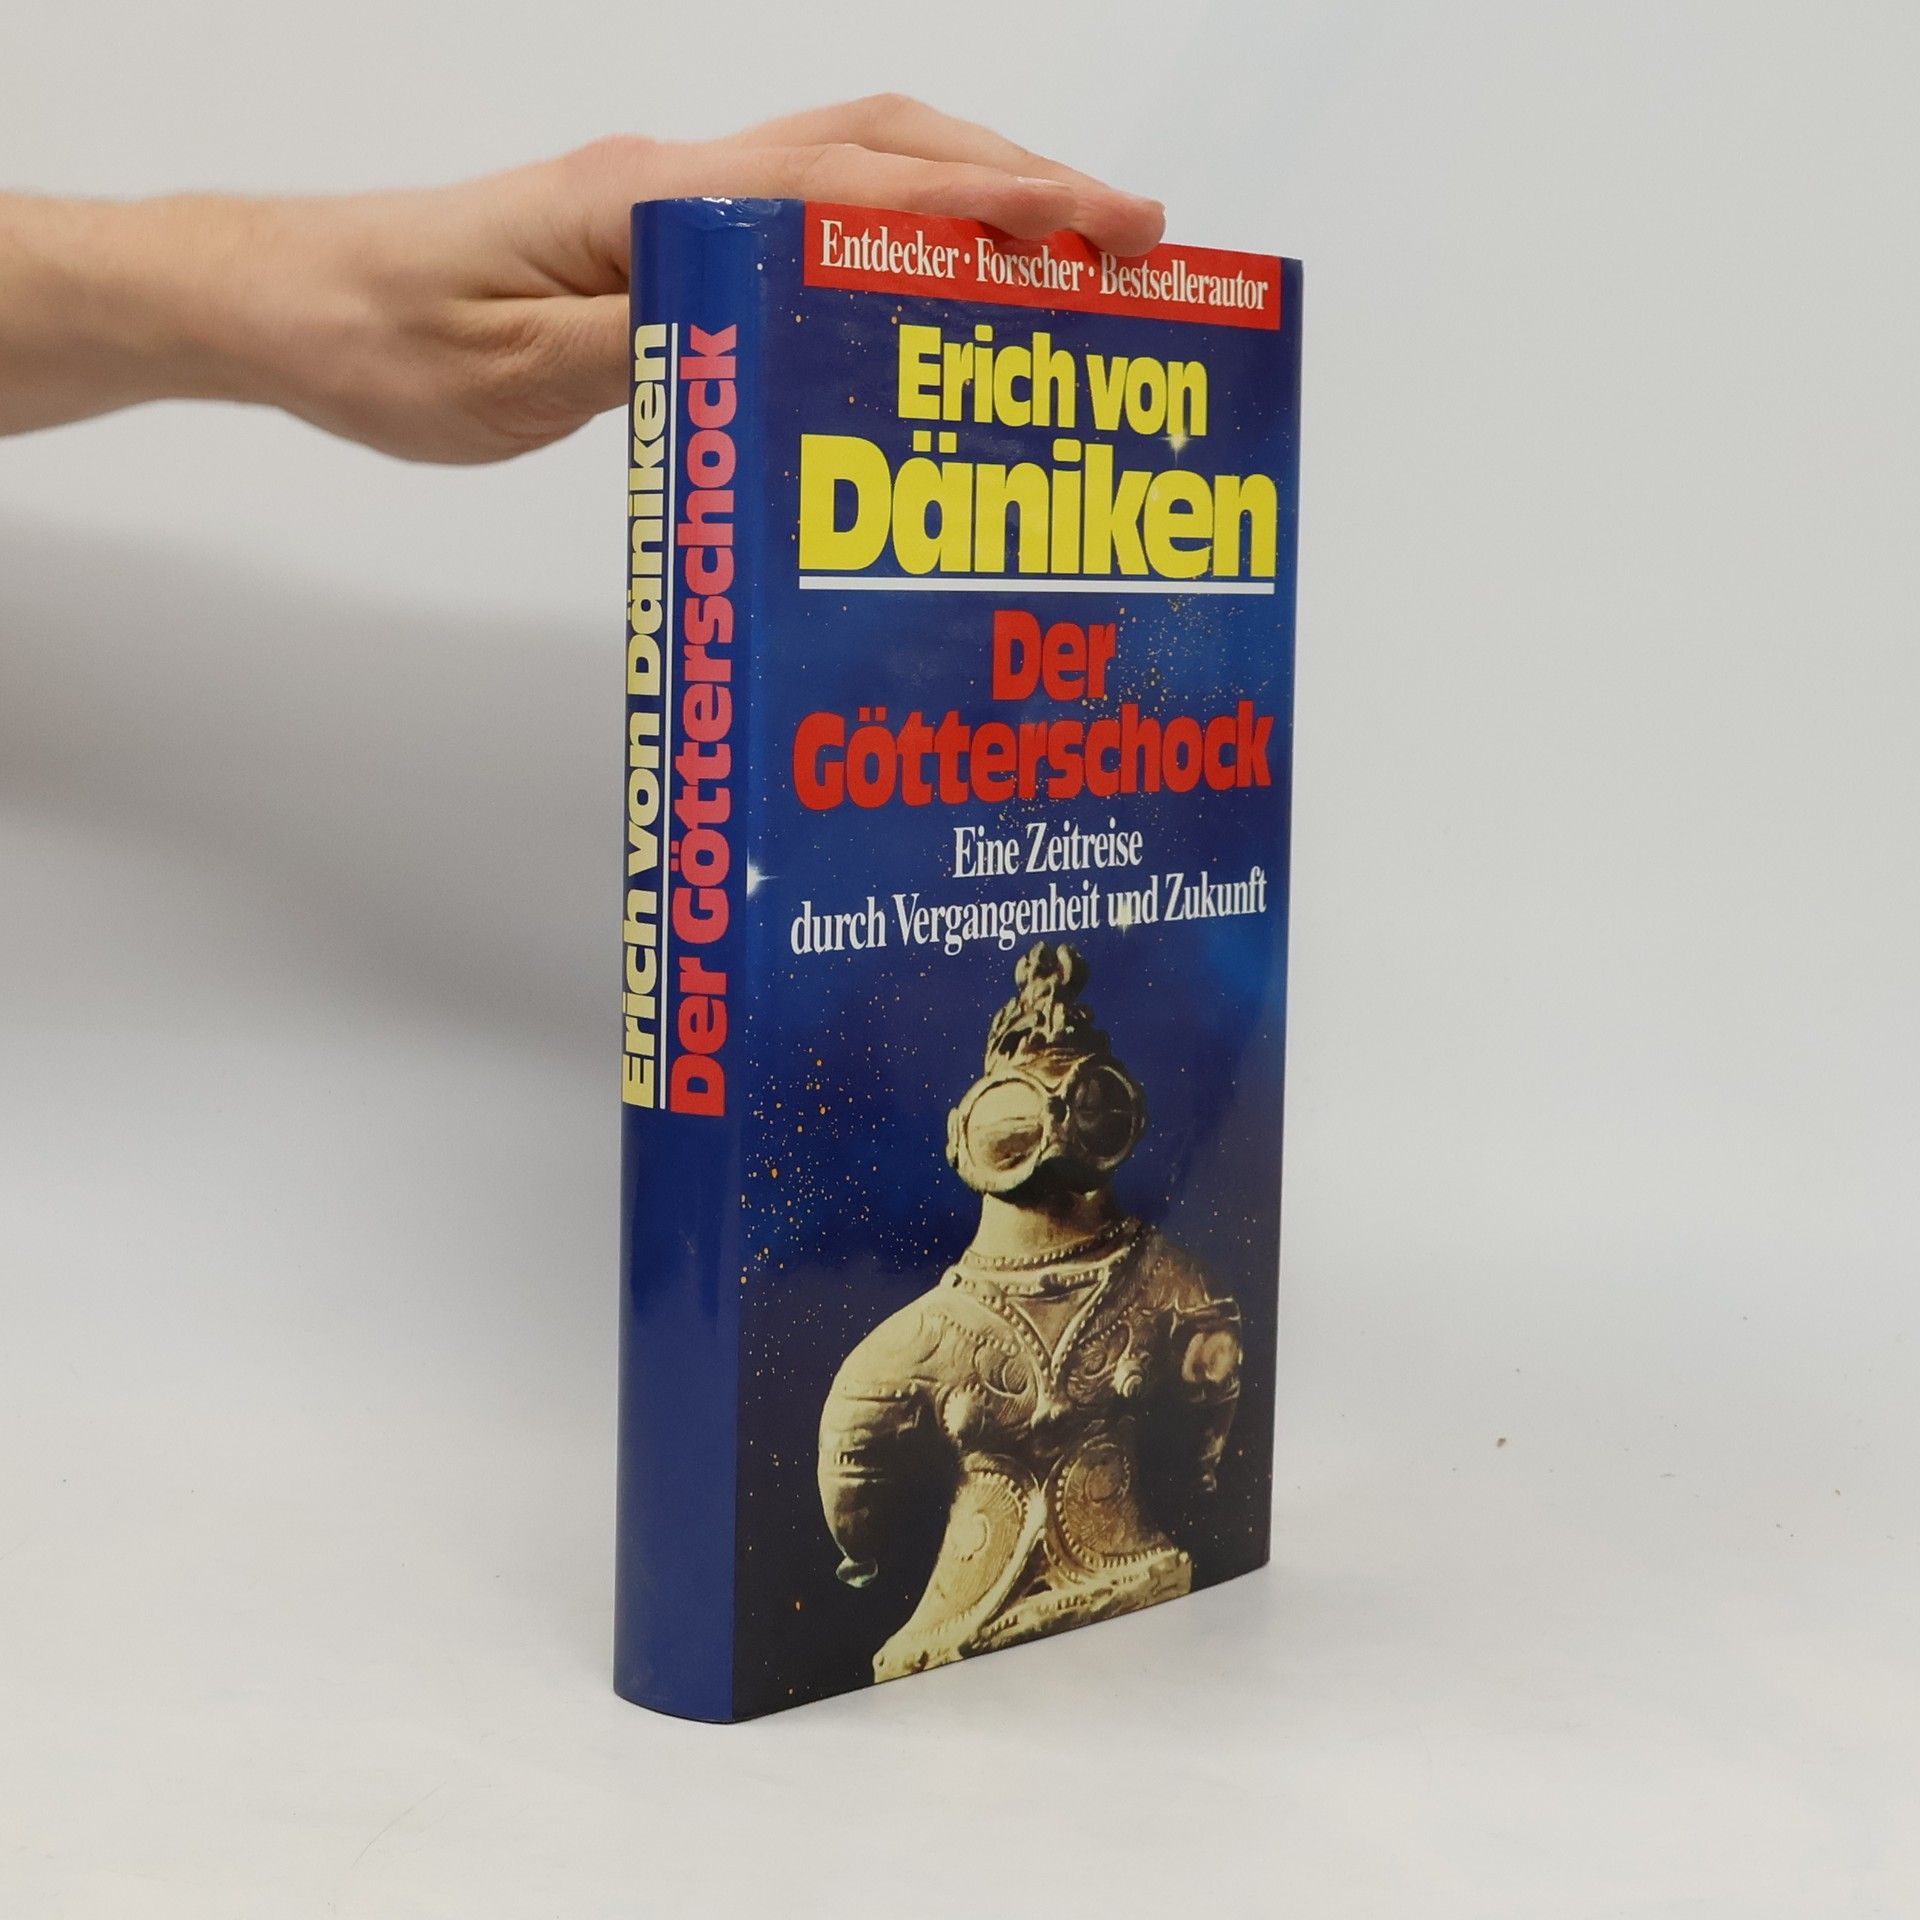 Entdecker · Forscher · Bestsellerautor
Erich von
Däniken
Der
Götterschock
Eine Zeitreise
durch Vergangenheit und Zukunft
Erich von Däniken
Der Götterschock